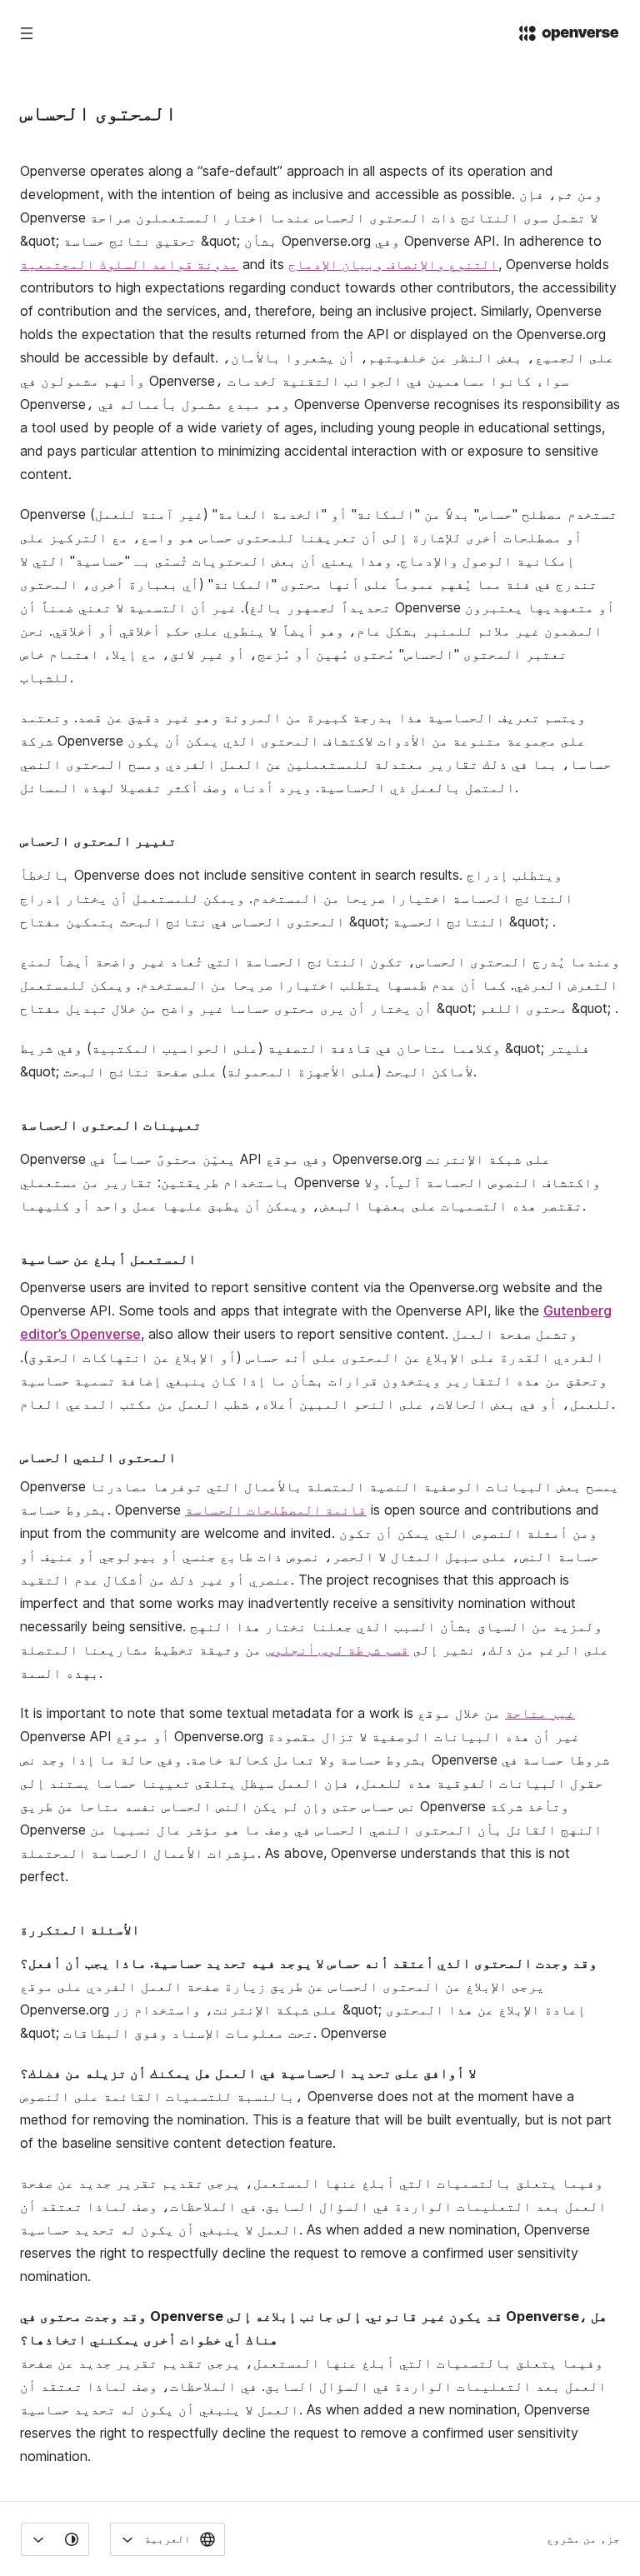 openverse
المحتوى الحساس
Openverse operates along a “safe-default” approach in all aspects of its operation and
development, with the intention of being as inclusive and accessible as possible. ومن ثم، فإن
Openverse لا تشمل سوى النتائج ذات المحتوى الحساس عندما اختار المستعملون صراحة
&quot; تحقيق نتائج حساسة &quot; بشأن Openverse.org وفي Openverse API. In adherence to
مدونة قواعد السلوك المجتمعية and its التنوع والإنصاف وبيان الإدماج, Openverse holds
contributors to high expectations regarding conduct towards other contributors, the accessibility
of contribution and the services, and, therefore, being an inclusive project. Similarly, Openverse
holds the expectation that the results returned from the API or displayed on the Openverse.org
should be accessible by default. على الجميع، بغض النظر عن خلفيتهم، أن يشعروا بالأمان،
وأنهم مشمولون في Openverse، سواء كانوا مساهمين في الجوانب التقنية لخدمات
Openverse، وهو مبدع مشمول بأعماله في Openverse Openverse recognises its responsibility as
a tool used by people of a wide variety of ages, including young people in educational settings,
and pays particular attention to minimizing accidental interaction with or exposure to sensitive
content.
Openverse تستخدم مصطلح "حساس" بدلاً من "المكانة" أو "الخدمة العامة" (غير آمنة للعمل)
أو مصطلحات أخرى للإشارة إلى أن تعريفنا للمحتوى حساس هو واسع، مع التركيز على
إمكانية الوصول والإدماج. وهذا يعني أن بعض المحتويات تُسمّى بـ "حساسية" التي لا
تندرج في فئة مما يُفهم عموماً على أنها محتوى "المكانة" (أي بعبارة أخرى، المحتوى
تحديداً لجمهور بالغ). غير أن التسمية لا تعني ضمناً أن Openverse أو متعهديها يعتبرون
المضمون غير ملائم للمنبر بشكل عام، وهو أيضاً لا ينطوي على حكم أخلاقي أو أخلاقي. نحن
نعتبر المحتوى "الحساس" مُحتوى مُهين أو مُزعج، أو غير لائق، مع إيلاء اهتمام خاص
للشباب.
ويتسم تعريف الحساسية هذا بدرجة كبيرة من المرونة وهو غير دقيق عن قصد. وتعتمد
شركة Openverse على مجموعة متنوعة من الأدوات لاكتشاف المحتوى الذي يمكن أن يكون
حساسا، بما في ذلك تقارير معتدلة للمستعملين عن العمل الفردي ومسح المحتوى النصي
المتصل بالعمل ذي الحساسية. ويرد أدناه وصف أكثر تفصيلا لهذه المسائل.
تغيير المحتوى الحساس
بالخطأ Openverse does not include sensitive content in search results. ويتطلب إدراج
النتائج الحساسة اختيارا صريحا من المستخدم. ويمكن للمستعمل أن يختار إدراج
المحتوى الحساس في نتائج البحث بتمكين مفتاح &quot; النتائج الحسية &quot; .
وعندما يُدرج المحتوى الحساس، تكون النتائج الحساسة التي تُعاد غير واضحة أيضاً لمنع
التعرض العرضي. كما أن عدم طمسها يتطلب اختيارا صريحا من المستخدم. ويمكن للمستعمل
أن يختار أن يرى محتوى حساسا غير واضح من خلال تبديل مفتاح &quot; محتوى اللغم &quot; .
وكلاهما متاحان في قاذفة التصفية (على الحواسيب المكتبية) وفي شريط &quot; فليتر
&quot; لأماكن البحث (على الأجهزة المحمولة) على صفحة نتائج البحث.
تعيينات المحتوى الحساسة
Openverse يعيّن محتوىً حساساً في API وفي موقع Openverse.org على شبكة الإنترنت
باستخدام طريقتين: تقارير من مستعملي Openverse واكتشاف النصوص الحساسة آلياً. ولا
تقتصر هذه التسميات على بعضها البعض، ويمكن أن يطبق عليها عمل واحد أو كليهما.
المستعمل أبلغ عن حساسية
Openverse users are invited to report sensitive content via the Openverse.org website and the
Openverse API. Some tools and apps that integrate with the Openverse API, like the Gutenberg
editor’s Openverse, also allow their users to report sensitive content. وتشمل صفحة العمل
الفردي القدرة على الإبلاغ عن المحتوى على أنه حساس (أو الإبلاغ عن انتهاكات الحقوق).
وتحقق من هذه التقارير ويتخذون قرارات بشأن ما إذا كان ينبغي إضافة تسمية حساسية
للعمل، أو في بعض الحالات، على النحو المبين أعلاه، شطب العمل من مكتب المدعي العام.
المحتوى النصي الحساس
Openverse يمسح بعض البيانات الوصفية النصية المتصلة بالأعمال التي توفرها مصادرنا
بشروط حساسة. Openverse قائمة المصطلحات الحساسة is open source and contributions and
input from the community are welcome and invited. ومن أمثلة النصوص التي يمكن أن تكون
حساسة النص، على سبيل المثال لا الحصر، نصوص ذات طابع جنسي أو بيولوجي أو عنيف أو
عنصري أو غير ذلك من أشكال عدم التقيد. The project recognises that this approach is
imperfect and that some works may inadvertently receive a sensitivity nomination without
necessarily being sensitive. ولمزيد من السياق بشأن السبب الذي جعلنا نختار هذا النهج
على الرغم من ذلك، نشير إلى قسم شرطة لوس أنجلوس من وثيقة تخطيط مشاريعنا المتصلة
بهذه السمة.
It is important to note that some textual metadata for a work is غير متاحة من خلال موقع
Openverse API أو موقع Openverse.org غير أن هذه البيانات الوصفية لا تزال مقصودة
بشروط حساسة ولا تعامل كحالة خاصة. وفي حالة ما إذا وجد نص Openverse شروطا حساسة في
حقول البيانات الفوقية هذه للعمل، فإن العمل سيظل يتلقى تعيينا حساسا يستند إلى
نص حساس حتى وإن لم يكن النص الحساس نفسه متاحا عن طريق Openverse وتأخذ شركة
Openverse النهج القائل بأن المحتوى النصي الحساس في وصف ما هو مؤشر عال نسبيا من
مؤشرات الأعمال الحساسة المحتملة. As above, Openverse understands that this is not
perfect.
الأسئلة المتكررة
وقد وجدت المحتوى الذي أعتقد أنه حساس لا يوجد فيه تحديد حساسية. ماذا يجب أن أفعل؟
يرجى الإبلاغ عن المحتوى الحساس عن طريق زيارة صفحة العمل الفردي على موقع
Openverse.org على شبكة الإنترنت، واستخدام زر &quot; إعادة الإبلاغ عن هذا المحتوى
&quot; تحت معلومات الإسناد وفوق البطاقات. Openverse
لا أوافق على تحديد الحساسية في العمل هل يمكنك أن تزيله من فضلك؟
بالنسبة للتسميات القائمة على النصوص، Openverse does not at the moment have a
method for removing the nomination. This is a feature that will be built eventually, but is not part
of the baseline sensitive content detection feature.
وفيما يتعلق بالتسميات التي أبلغ عنها المستعمل، يرجى تقديم تقرير جديد عن صفحة
العمل بعد التعليمات الواردة في السؤال السابق. في الملاحظات، وصف لماذا تعتقد أن
العمل لا ينبغي أن يكون له تحديد حساسية. As when added a new nomination, Openverse
reserves the right to respectfully decline the request to remove a confirmed user sensitivity
nomination.
وقد وجدت محتوى في Openverse قد يكون غير قانوني. إلى جانب إبلاغه إلى Openverse، هل
هناك أي خطوات أخرى يمكنني اتخاذها؟
وفيما يتعلق بالتسميات التي أبلغ عنها المستعمل، يرجى تقديم تقرير جديد عن صفحة
العمل بعد التعليمات الواردة في السؤال السابق. في الملاحظات، وصف لماذا تعتقد أن
العمل لا ينبغي أن يكون له تحديد حساسية. As when added a new nomination, Openverse
reserves the right to respectfully decline the request to remove a confirmed user sensitivity
nomination.
جزء من مشروع
العربية